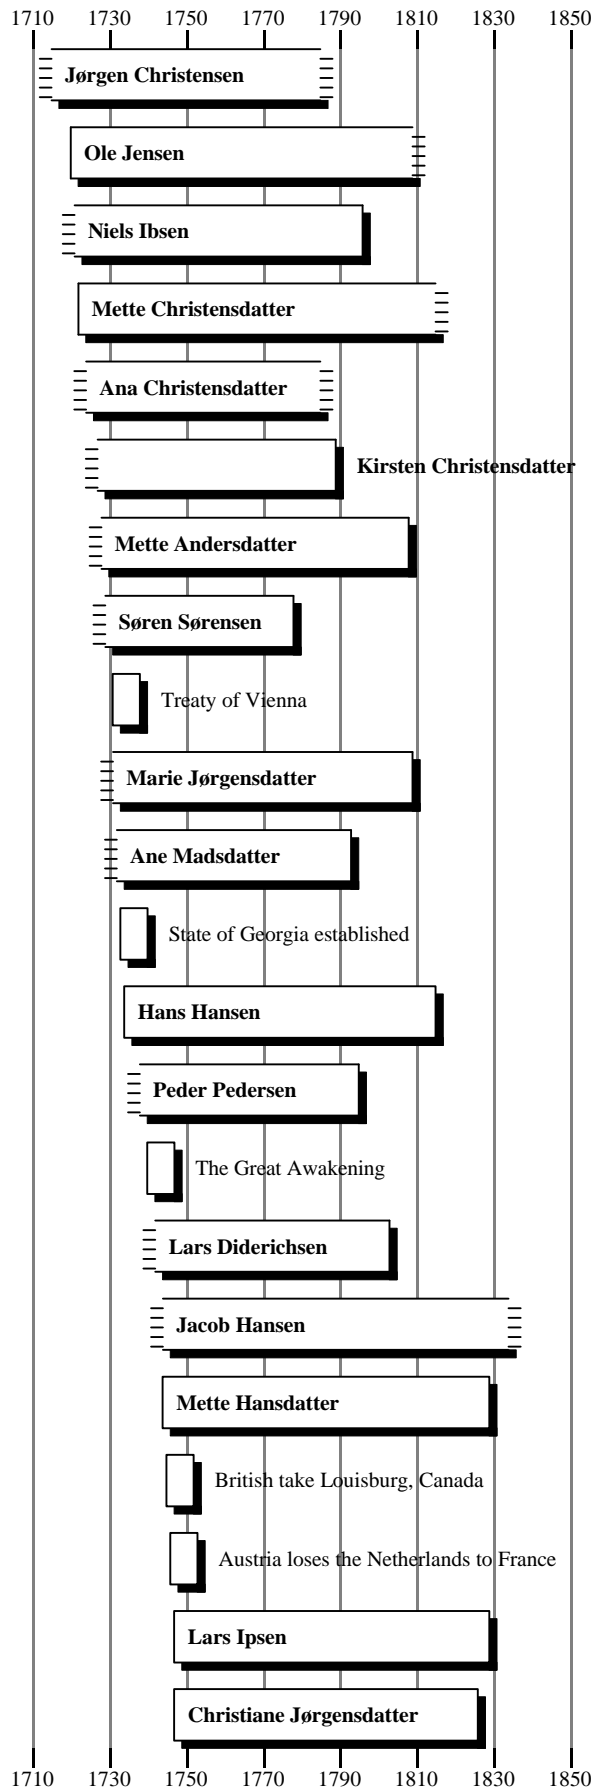 1710 1730 1750 1770 1790 1810 1830 1850
Jørgen Christensen
Ole Jensen
Niels Ibsen
Mette Christensdatter
Ana Christensdatter
Kirsten Christensdatter
Mette Andersdatter
Søren Sørensen
Treaty of Vienna
Marie Jørgensdatter
Ane Madsdatter
State of Georgia established
Hans Hansen
Peder Pedersen
The Great Awakening
Lars Diderichsen
Jacob Hansen
Mette Hansdatter
British take Louisburg, Canada
Austria loses the Netherlands to France
Lars Ipsen
Christiane Jørgensdatter
1710 1730 1750 1770 1790 1810 1830 1850